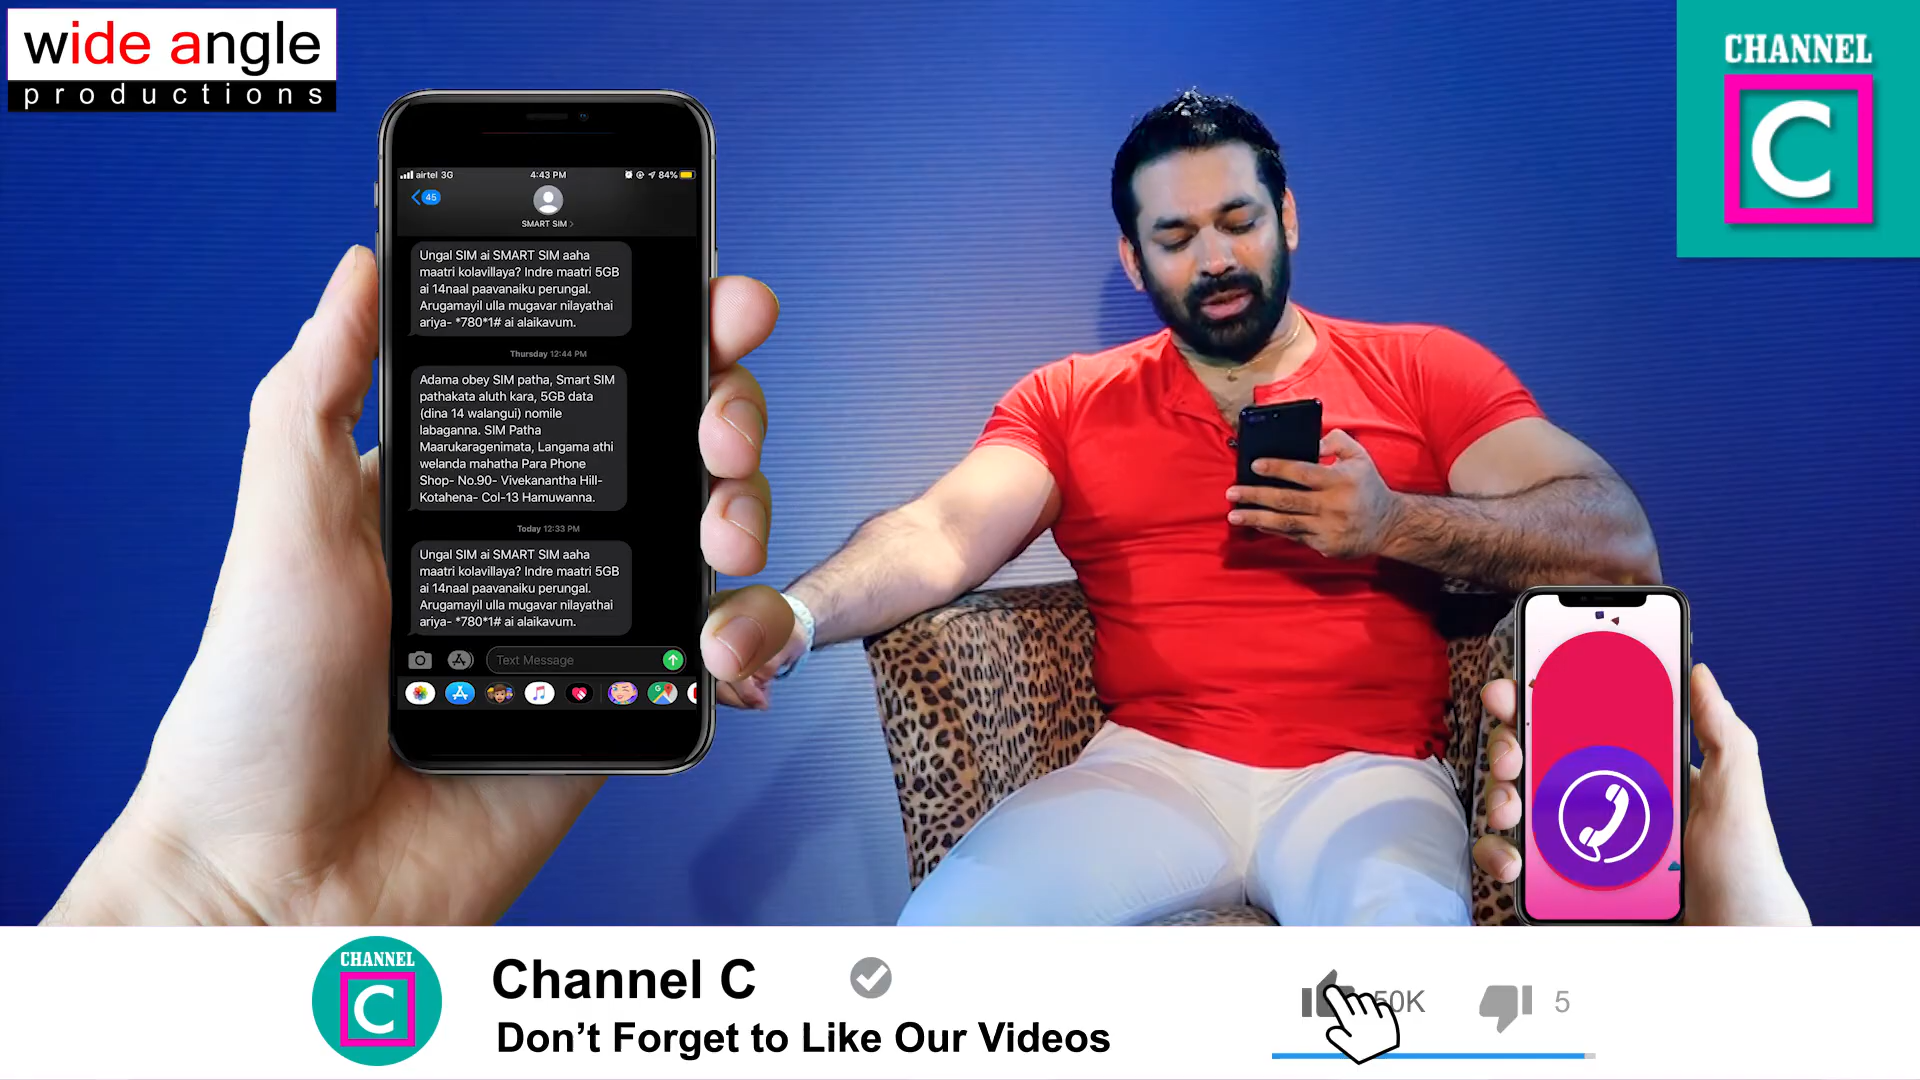 wide angle
productions
CHANNEL
C
airtel 3G
4:43 PM
84%
45
SMART SIM
Ungal SIM ai SMART SIM aaha
maatri kolavillaya? Indre maatri 5GB
ai 14naal paavanaiku perungal.
Arugamayil ulla mugavar nilayathai
ariya- *780*1# ai alaikavum.
Thursday 12:44 PM
Adama obey SIM patha, Smart SIM
pathakata aluth kara, 5GB data
(dina 14 walangui) nomile
labaganna. SIM Patha
Maarukaragenimata, Langama athi
welanda mahatha Para Phone
Shop- No.90- Vivekanantha Hill-
Kotahena- Col-13 Hamuwanna.
Today 12:33 PM
Ungal SIM ai SMART SIM aaha
maatri kolavillaya? Indre maatri 5GB
ai 14naal paavanaiku perungal.
Arugamayil ulla mugavar nilayathai
ariya- *780*1# ai alaikavum.
Text Message
CHANNEL
C
Channel C
Don't Forget to Like Our Videos
50K
5